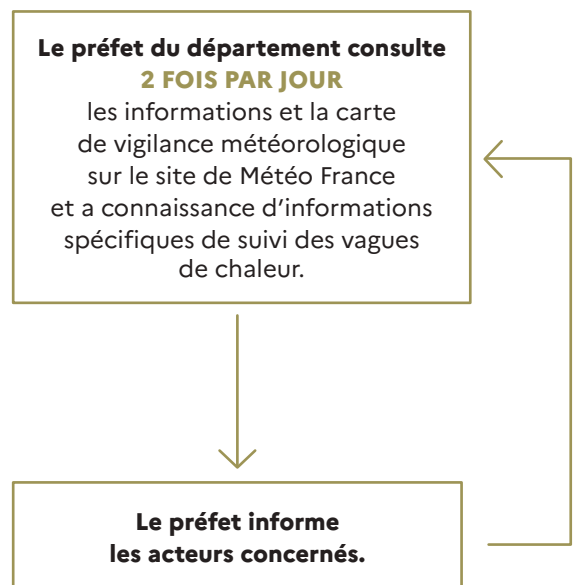 Le préfet du département consulte
2 FOIS PAR JOUR
les informations et la carte
de vigilance météorologique
sur le site de Météo France
et a connaissance d’informations
spécifiques de suivi des vagues
de chaleur.
Le préfet informe
les acteurs concernés.